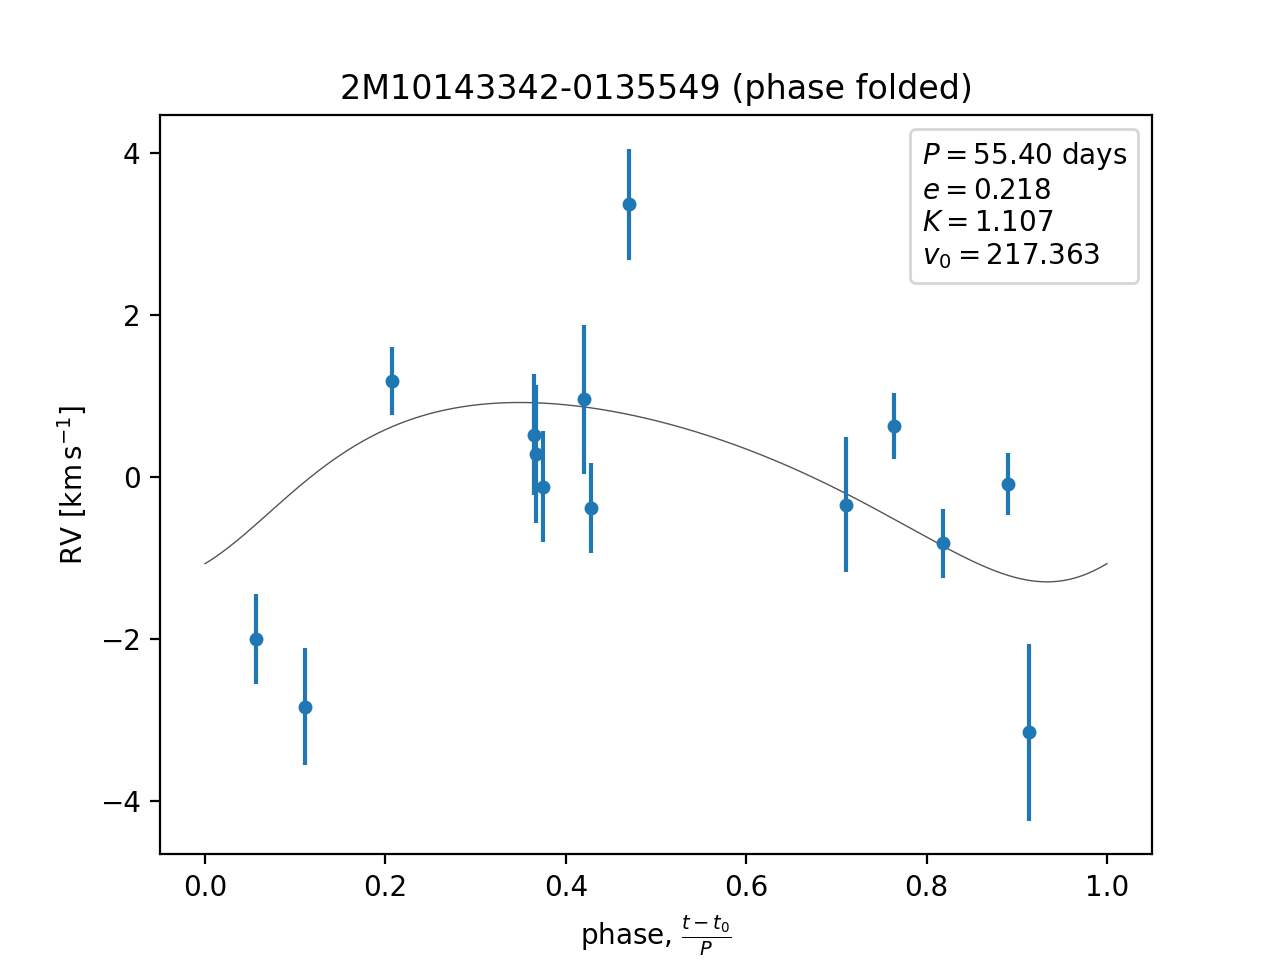 2M10143342-0135549 (phase folded)
P = 55.40 days
e = 0.218
K = 1.107
v₀ = 217.363
4
2
0
−2
−4
RV [km s⁻¹]
0.0 0.2 0.4 0.6 0.8 1.0
phase, (t − t₀)/P